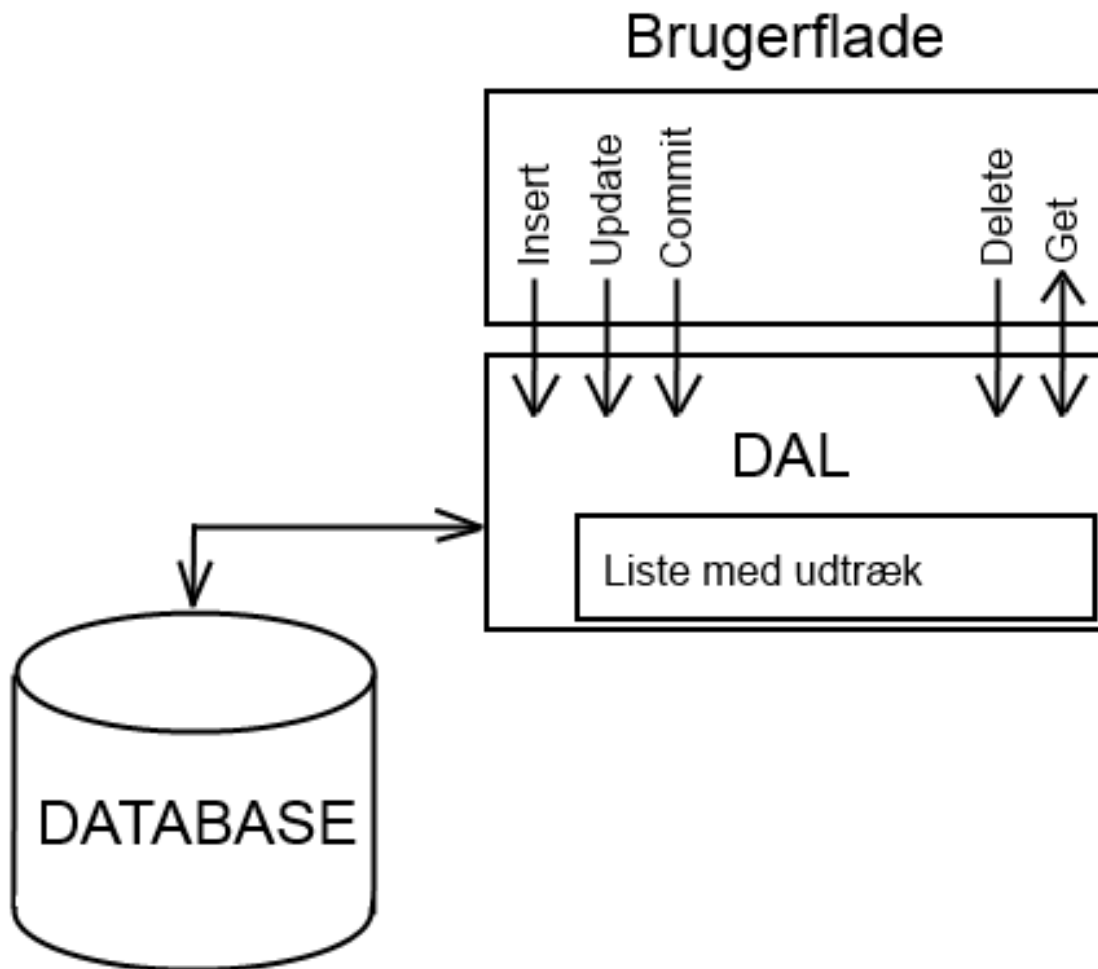 Brugerflade
Insert
Update
Commit
Delete
Get
DAL
Liste med udtræk
DATABASE